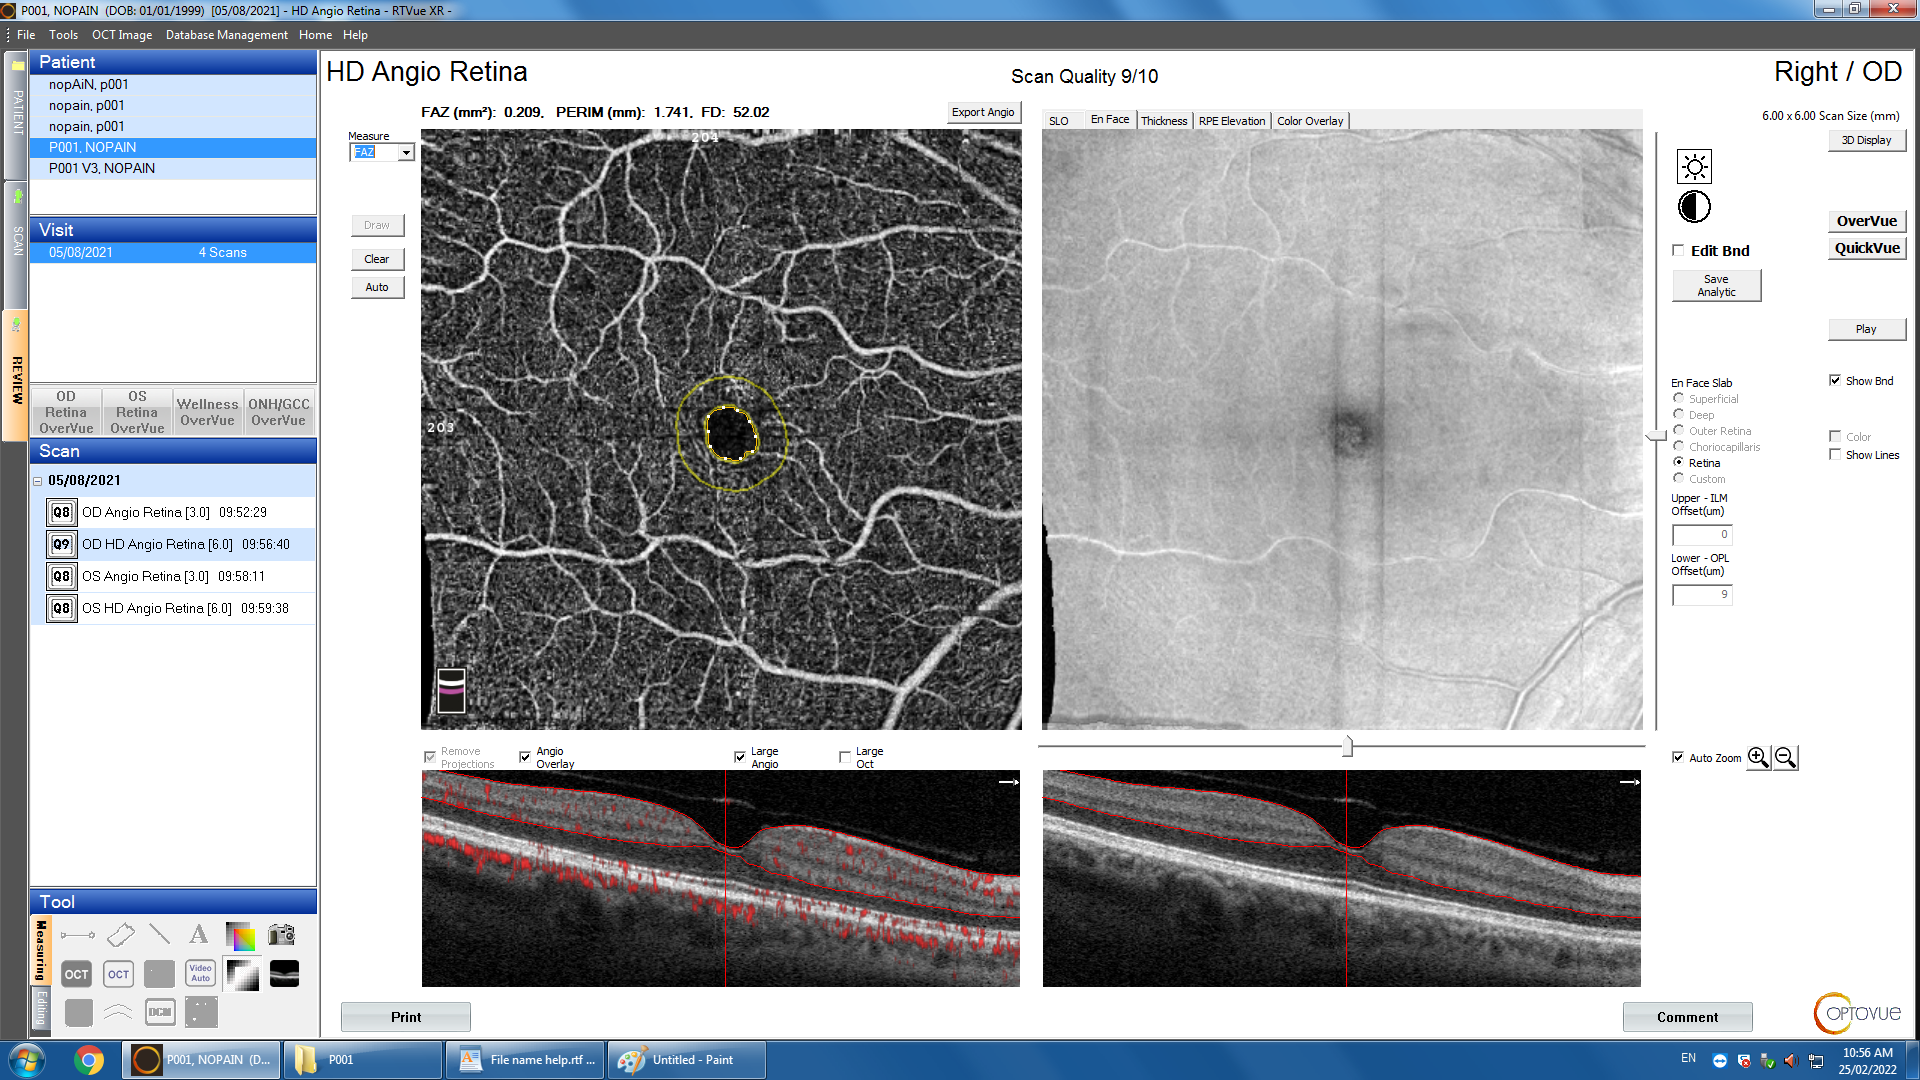 P001, NOPAIN (DOB: 01/01/1999) [05/08/2021] - HD Angio Retina - RTVue XR -
File Tools OCT Image Database Management Home Help
PATIENT
SCAN
REVIEW
Patient
nopAiN, p001
nopain, p001
nopain, p001
P001, NOPAIN
P001 V3, NOPAIN
Visit
05/08/2021 4 Scans
OD Retina OverVue
OS Retina OverVue
Wellness OverVue
ONH/GCC OverVue
Scan
05/08/2021
Q8 OD Angio Retina [3.0] 09:52:29
Q9 OD HD Angio Retina [6.0] 09:56:40
Q8 OS Angio Retina [3.0] 09:58:11
Q8 OS HD Angio Retina [6.0] 09:59:38
Tool
Measuring
Editing
A
OCT OCT Video Auto
DCM
HD Angio Retina
Scan Quality 9/10
Right / OD
FAZ (mm²): 0.209, PERIM (mm): 1.741, FD: 52.02
Export Angio
Measure
FAZ
Draw
Clear
Auto
204
203
SLO En Face Thickness RPE Elevation Color Overlay
6.00 x 6.00 Scan Size (mm)
3D Display
OverVue
QuickVue
Edit Bnd
Save Analytic
Play
Show Bnd
En Face Slab
Superficial
Deep
Outer Retina
Choriocapillaris
Retina
Custom
Color
Show Lines
Upper - ILM
Offset(um)
0
Lower - OPL
Offset(um)
9
Remove Projections
Angio Overlay
Large Angio
Large Oct
Auto Zoom
Print
Comment
OPTOVUE
P001, NOPAIN (D...
P001
File name help.rtf ...
Untitled - Paint
EN
10:56 AM
25/02/2022